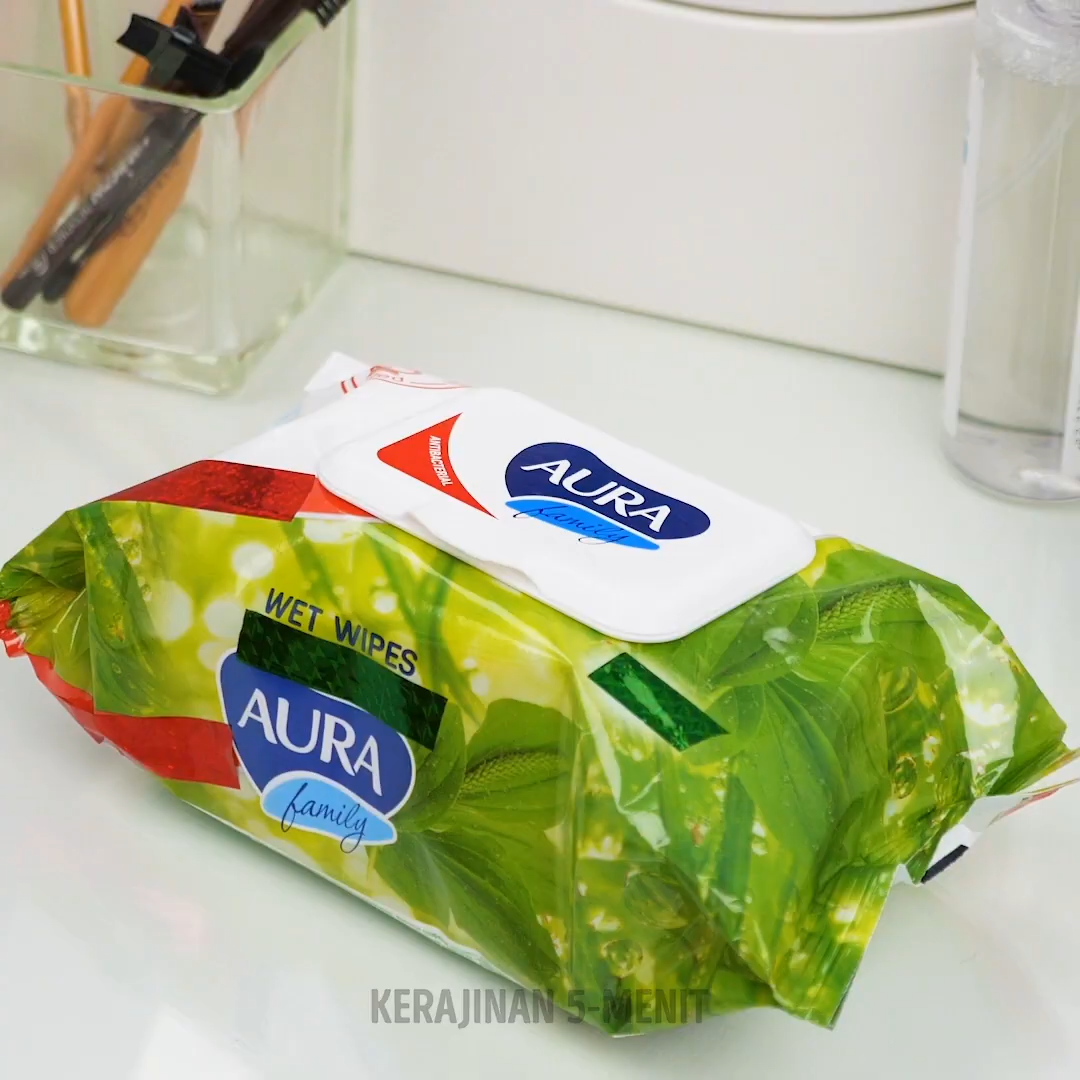 ANTIBACTERIAL
AURA
family
WET WIPES
AURA
family
KERAJINAN 5-MENIT